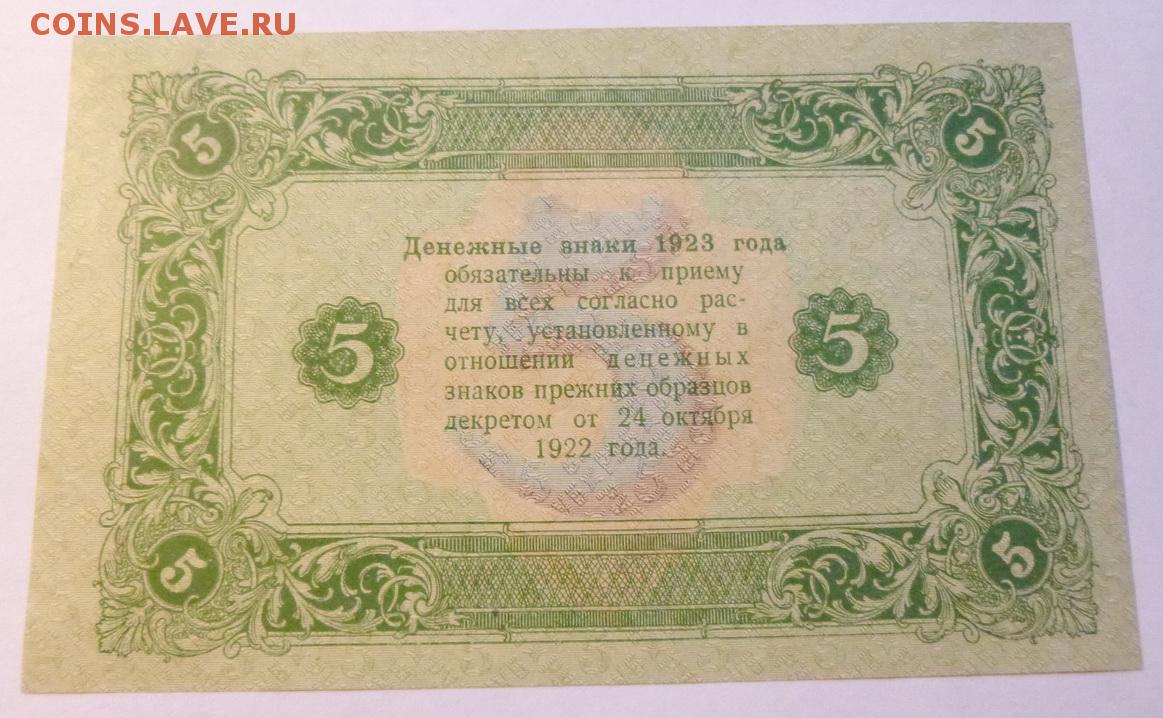 COINS.LAVE.RU
5 5
Денежные знаки 1923 года
обязательны к приему
для всех согласно рас-
чету, установленному в
отношении денежных
знаков прежних образцов
декретом от 24 октября
1922 года.
5 5 5
5 5